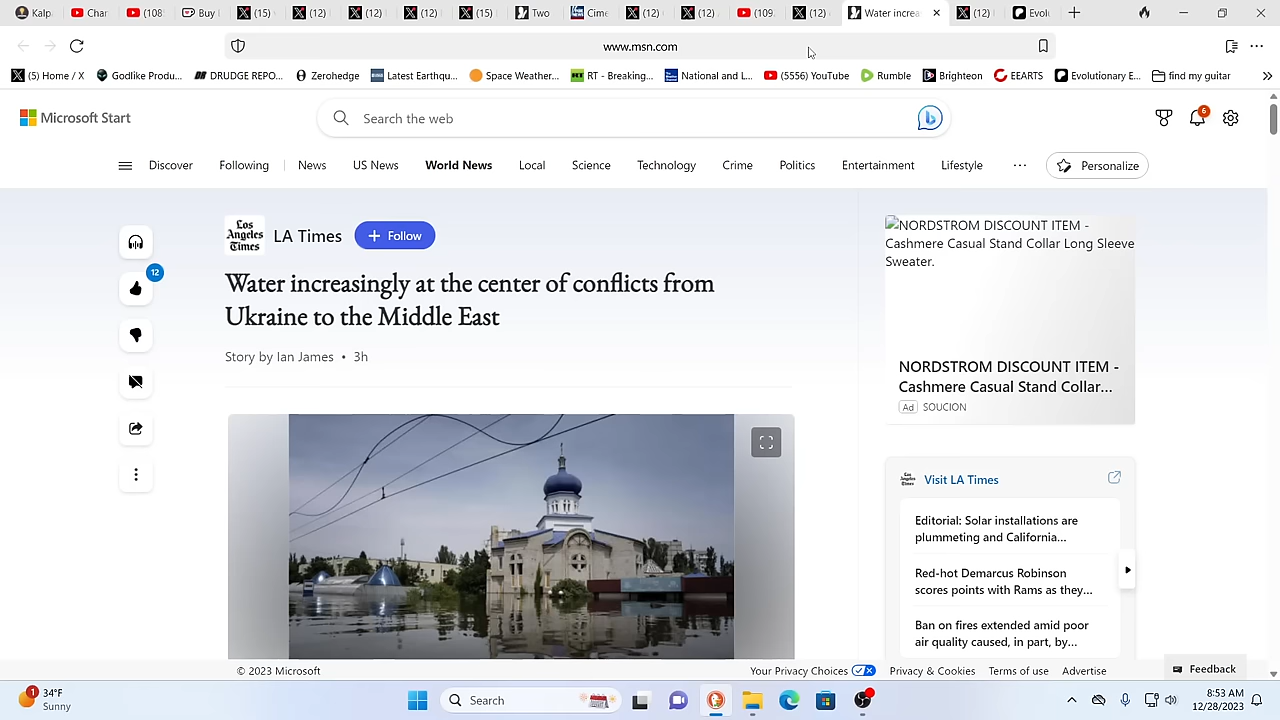 Kalp
Char
(108
Buy
(15)
(12)
(12)
(12)
(15)
Two
Cime
(12)
(12)
(109
(12)
Water increa
(12)
Evolu
www.msn.com
(5) Home / X
Godlike Produ...
DRUDGE REPO...
Zerohedge
Latest Earthqu...
Space Weather...
RT - Breaking...
National and L...
(5556) YouTube
Rumble
Brighteon
EEARTS
Evolutionary E...
find my guitar
Microsoft Start
Search the web
6
Discover
Following
News
US News
World News
Local
Science
Technology
Crime
Politics
Entertainment
Lifestyle
Personalize
Los Angeles Times
LA Times
Follow
12
Water increasingly at the center of conflicts from
Ukraine to the Middle East
Story by Ian James • 3h
NORDSTROM DISCOUNT ITEM -
Cashmere Casual Stand Collar Long Sleeve
Sweater.
NORDSTROM DISCOUNT ITEM -
Cashmere Casual Stand Collar...
Ad SOUCION
Visit LA Times
Editorial: Solar installations are
plummeting and California...
Red-hot Demarcus Robinson
scores points with Rams as they...
Ban on fires extended amid poor
air quality caused, in part, by...
© 2023 Microsoft
Your Privacy Choices
Privacy & Cookies
Terms of use
Advertise
Feedback
1
34°F
Sunny
Search
8:53 AM
12/28/2023